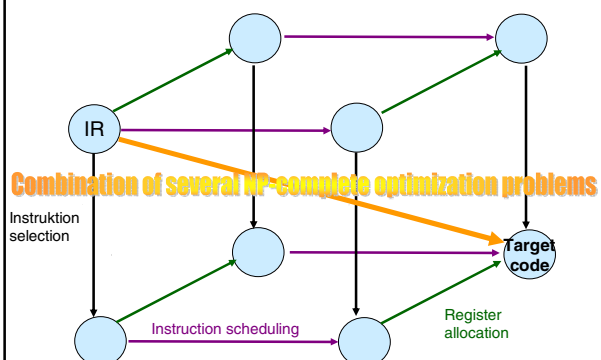 IR
Combination of several NP-complete optimization problems
Instruktion
selection
Target
code
Instruction scheduling
Register
allocation